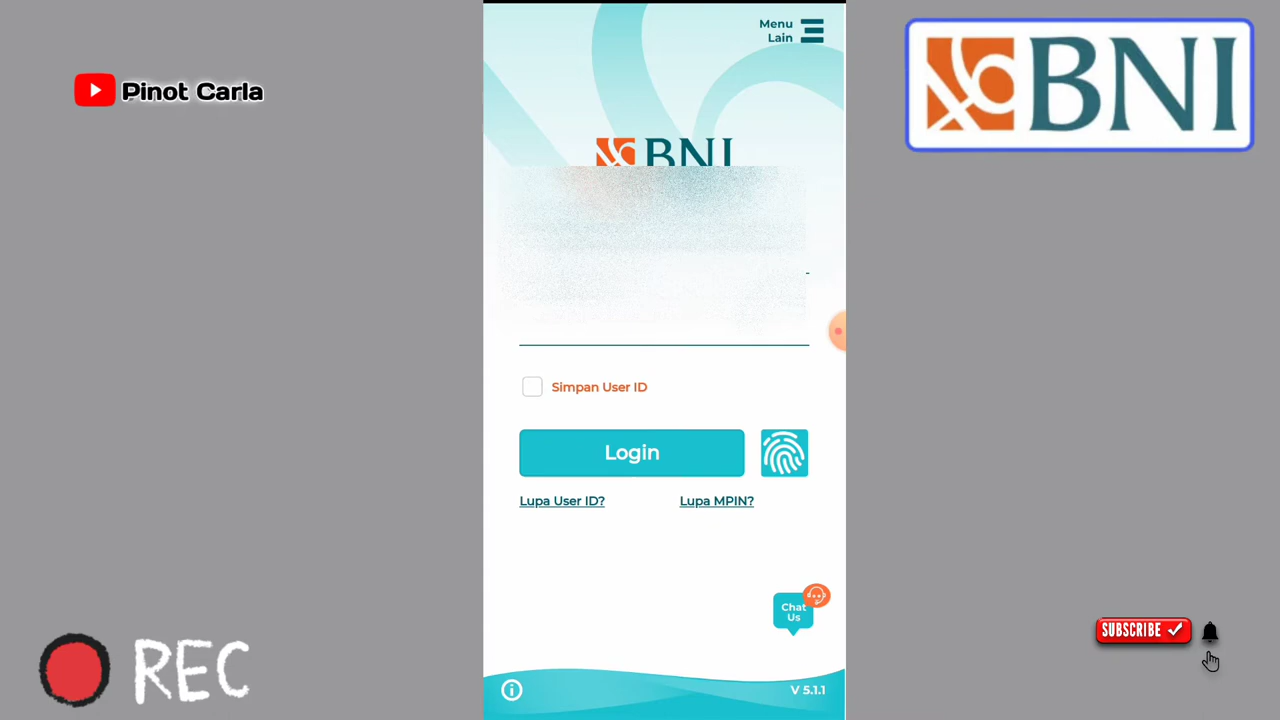 Menu
Lain
Pinot Carla
BNI
BNI
Simpan User ID
Login
Lupa User ID?
Lupa MPIN?
Chat
Us
SUBSCRIBE
REC
V 5.1.1